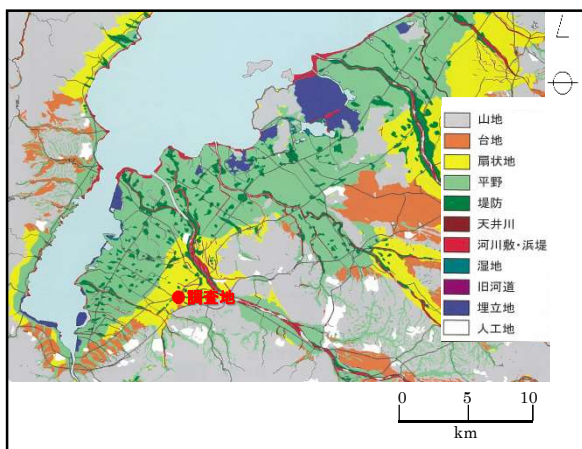 山地
台地
扇状地
平野
堤防
天井川
河川敷・浜堤
湿地
旧河道
埋立地
人工地
調査地
0 5 10
km